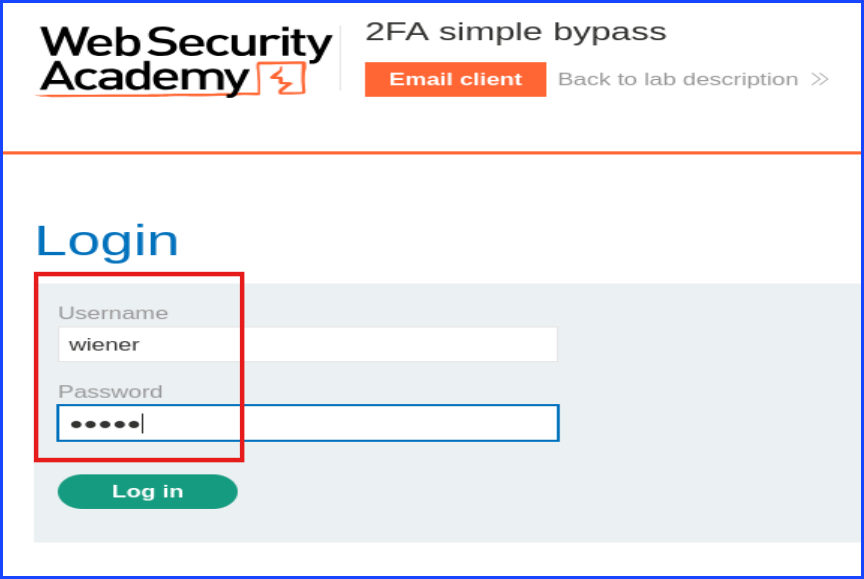 Web Security
Academy
2FA simple bypass
Email client Back to lab description >>
Login
Username
wiener
Password
•••••
Log in